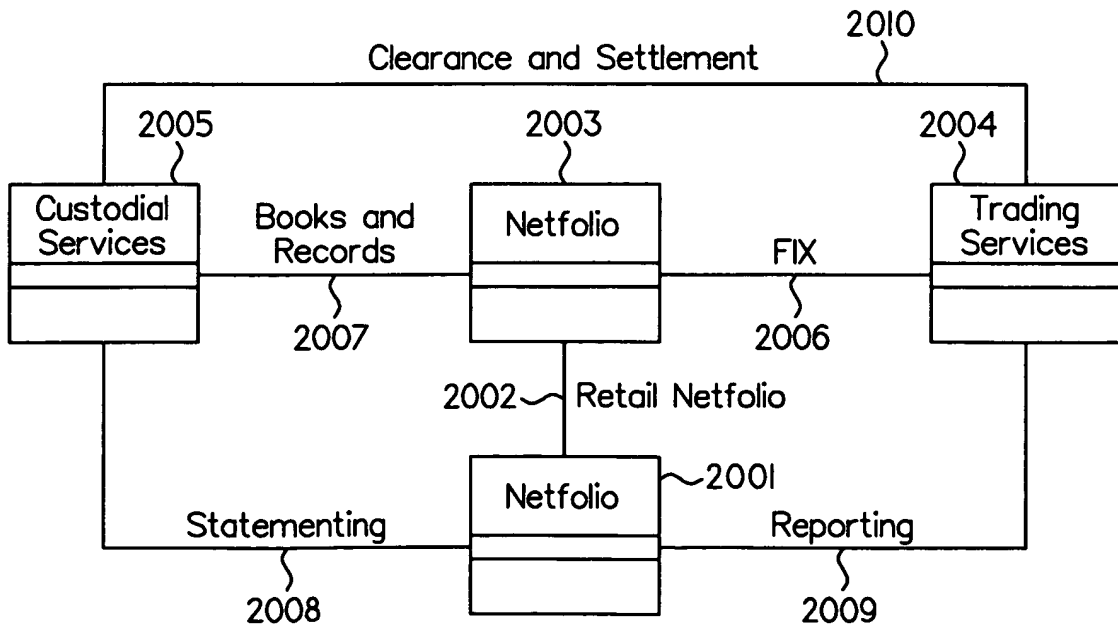 2010
Clearance and Settlement
2005
2003
2004
Custodial
Services
Books and
Records
Netfolio
FIX
Trading
Services
2007
2006
2002
Retail Netfolio
Netfolio
2001
Statementing
Reporting
2008
2009